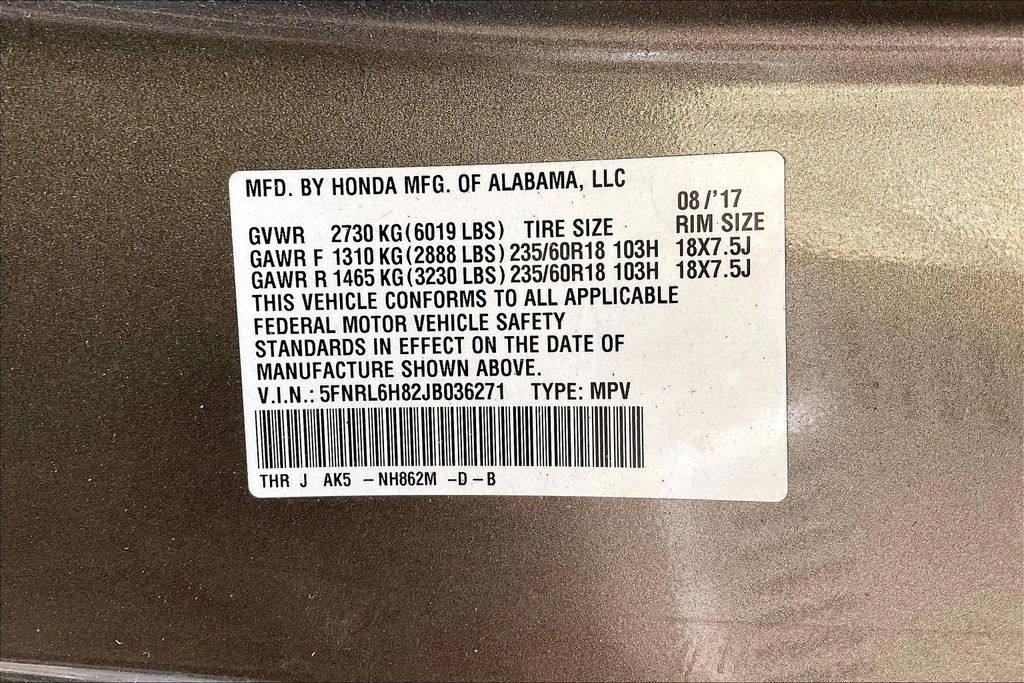 MFD. BY HONDA MFG. OF ALABAMA, LLC
08/'17
GVWR 2730 KG(6019 LBS) TIRE SIZE RIM SIZE
GAWR F 1310 KG(2888 LBS) 235/60R18 103H 18X7.5J
GAWR R 1465 KG(3230 LBS) 235/60R18 103H 18X7.5J
THIS VEHICLE CONFORMS TO ALL APPLICABLE
FEDERAL MOTOR VEHICLE SAFETY
STANDARDS IN EFFECT ON THE DATE OF
MANUFACTURE SHOWN ABOVE.
V.I.N.: 5FNRL6H82JB036271 TYPE: MPV
THR J AK5 -NH862M -D-B